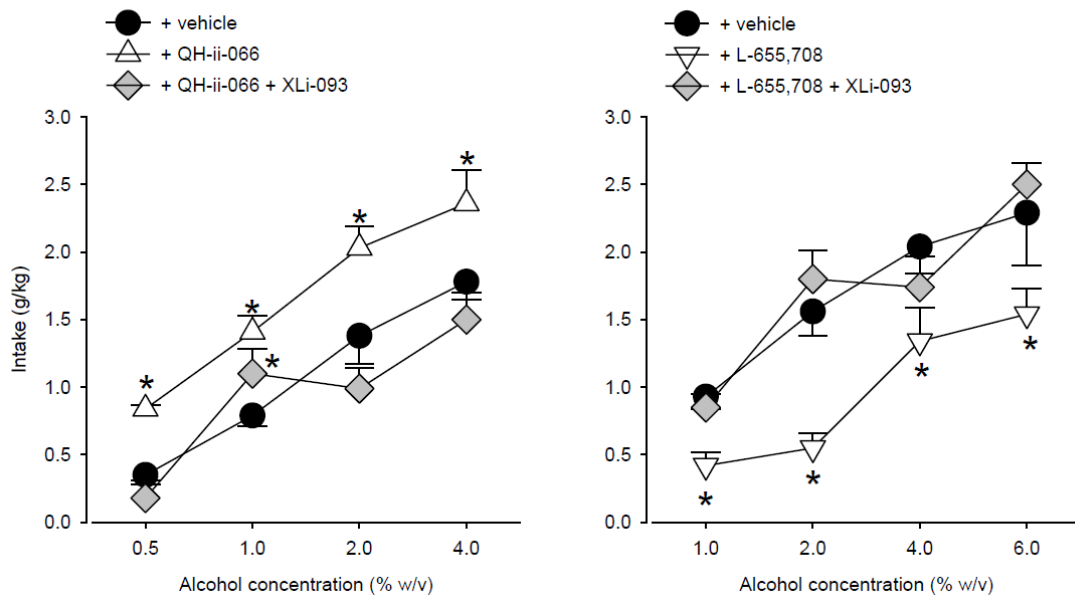 + vehicle
+ QH-ii-066
+ QH-ii-066 + XLi-093
3.0
2.5
2.0
1.5
1.0
0.5
0.0
Intake (g/kg)
*
*
*
*
*
0.5 1.0 2.0 4.0
Alcohol concentration (% w/v)
+ vehicle
+ L-655,708
+ L-655,708 + XLi-093
3.0
2.5
2.0
1.5
1.0
0.5
0.0
*
*
*
*
1.0 2.0 4.0 6.0
Alcohol concentration (% w/v)